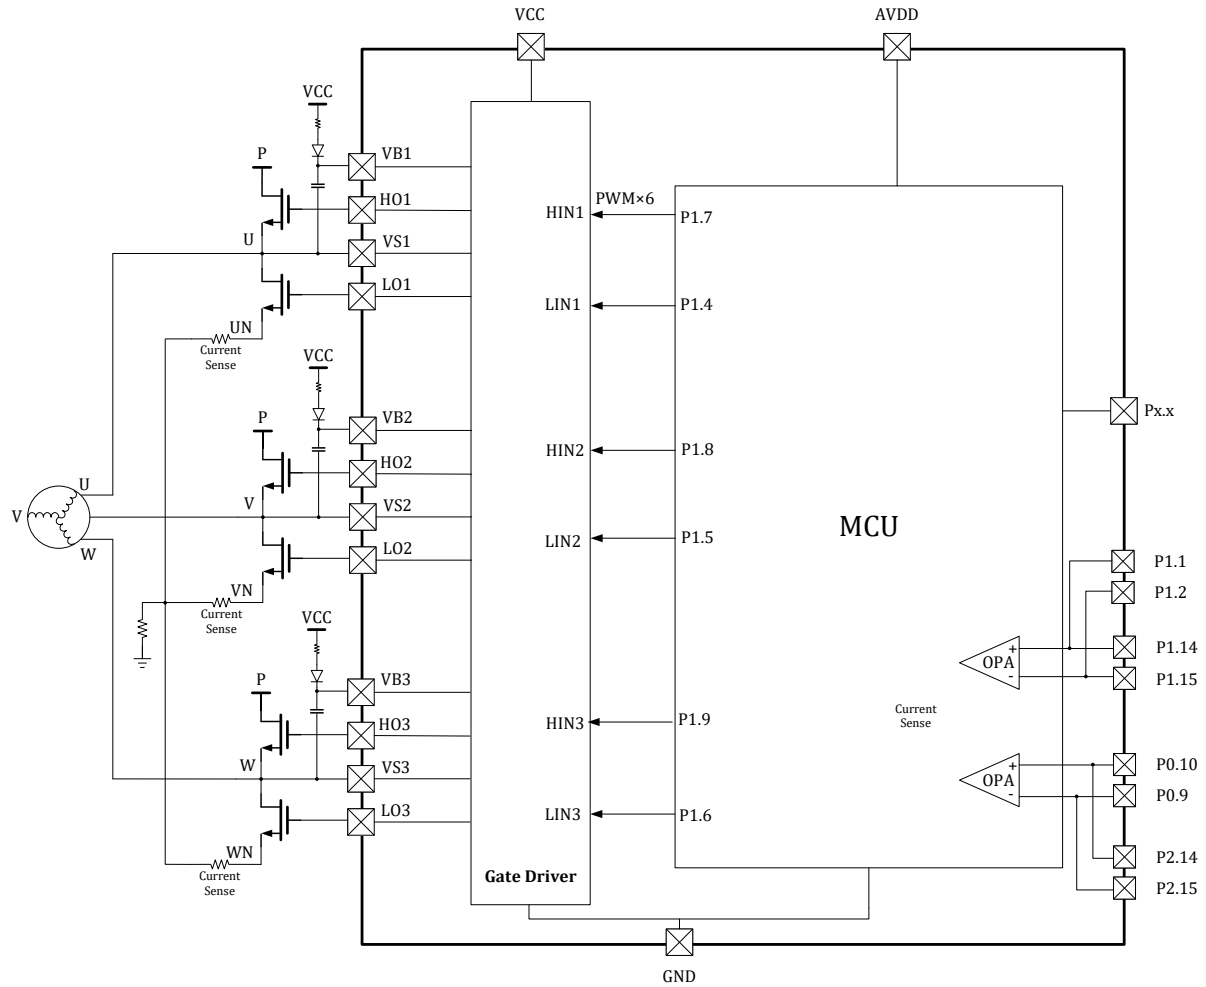 VCC
AVDD
VCC
P
VB1
HO1
HIN1
PWM×6
P1.7
U
VS1
LO1
LIN1
P1.4
UN
Current
Sense
VCC
P
VB2
Px.x
HO2
HIN2
P1.8
U
V
V
VS2
W
LO2
LIN2
P1.5
MCU
VN
Current
Sense
P1.1
P1.2
VCC
+
OPA
-
P1.14
P1.15
P
VB3
HO3
HIN3
P1.9
Current
Sense
W
VS3
+
OPA
-
P0.10
P0.9
LO3
LIN3
P1.6
WN
Current
Sense
Gate Driver
P2.14
P2.15
GND